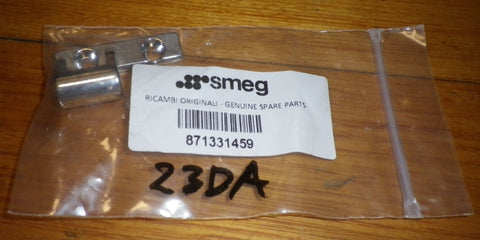 smeg
RICAMBI ORIGINALI - GENUINE SPARE PARTS
871331459
23DA